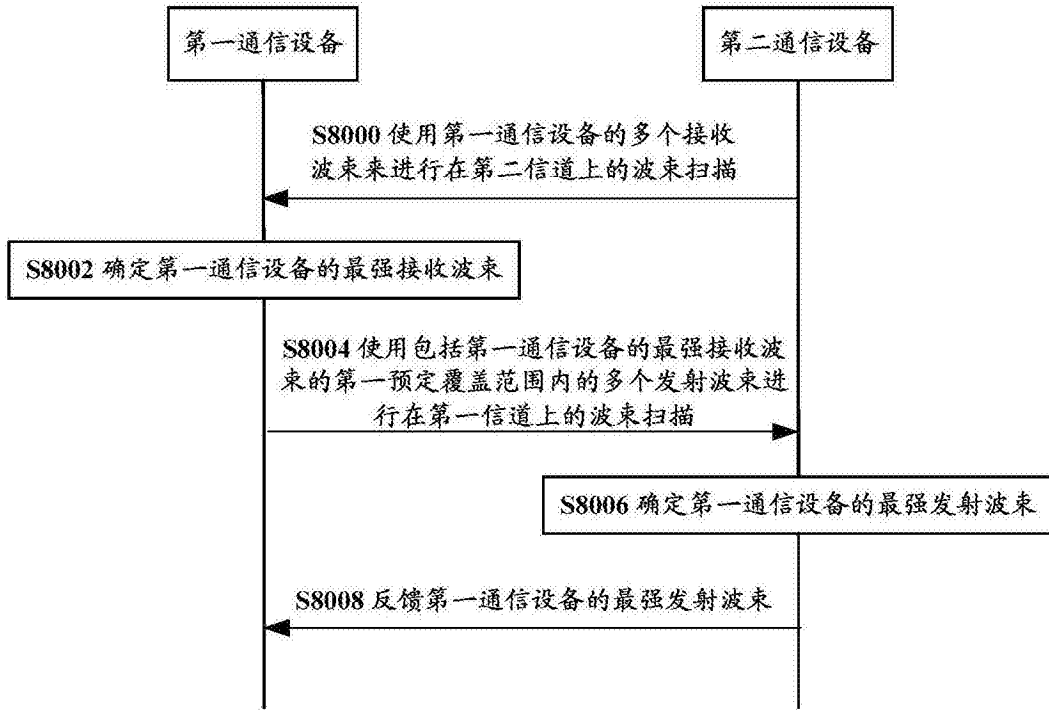 第一通信设备
第二通信设备
S8000 使用第一通信设备的多个接收
波束来进行在第二信道上的波束扫描
S8002 确定第一通信设备的最强接收波束
S8004 使用包括第一通信设备的最强接收波
束的第一预定覆盖范围内的多个发射波束进
行在第一信道上的波束扫描
S8006 确定第一通信设备的最强发射波束
S8008 反馈第一通信设备的最强发射波束